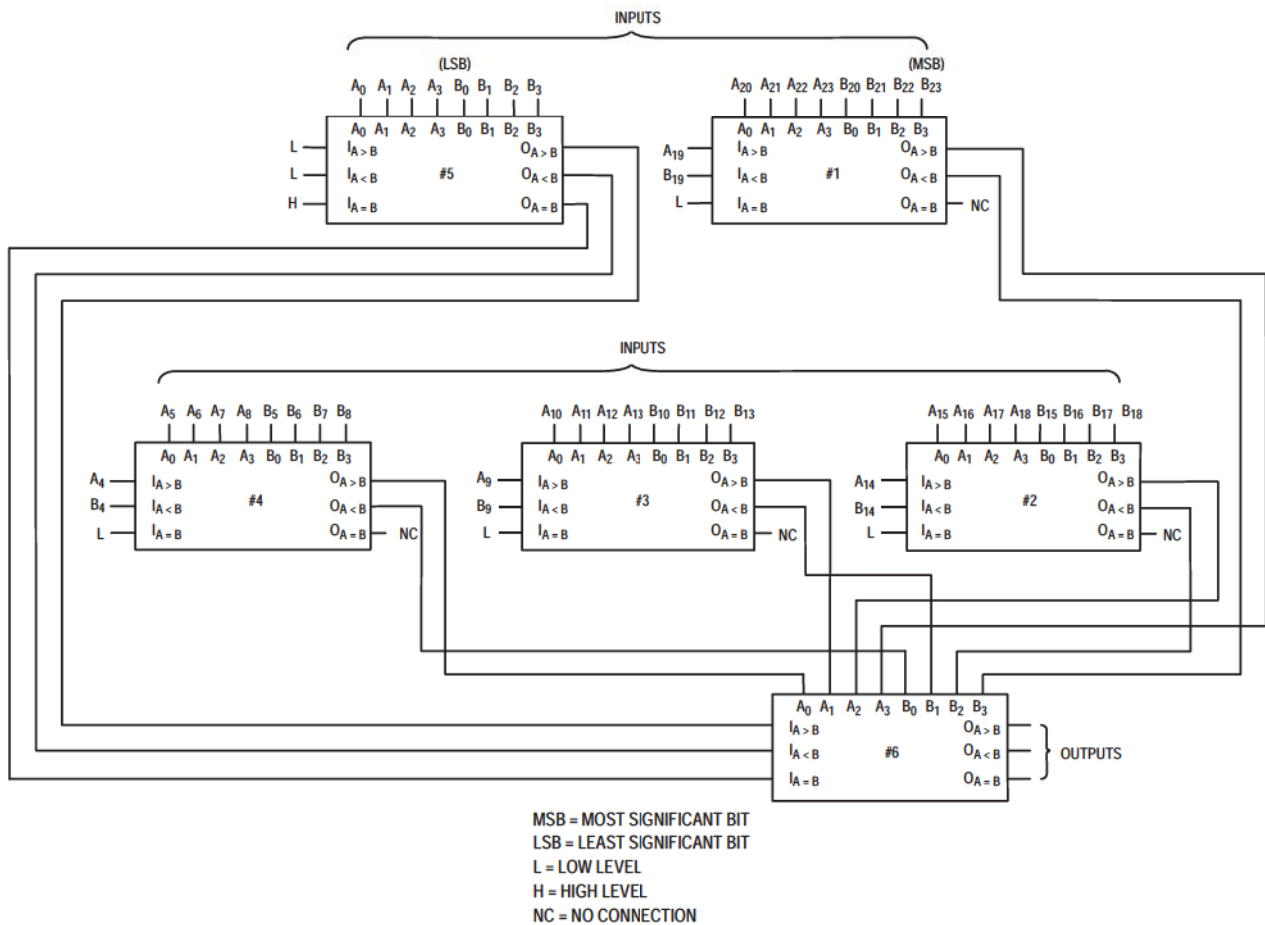 INPUTS
(LSB) (MSB)
A0 A1 A2 A3 B0 B1 B2 B3
A20 A21 A22 A23 B20 B21 B22 B23
A0 A1 A2 A3 B0 B1 B2 B3
L IA > B OA > B
L IA < B #5 OA < B
H IA = B OA = B
A0 A1 A2 A3 B0 B1 B2 B3
A19 IA > B OA > B
B19 IA < B #1 OA < B
L IA = B OA = B NC
INPUTS
A5 A6 A7 A8 B5 B6 B7 B8
A0 A1 A2 A3 B0 B1 B2 B3
A4 IA > B OA > B
B4 IA < B #4 OA < B
L IA = B OA = B NC
A10 A11 A12 A13 B10 B11 B12 B13
A0 A1 A2 A3 B0 B1 B2 B3
A9 IA > B OA > B
B9 IA < B #3 OA < B
L IA = B OA = B NC
A15 A16 A17 A18 B15 B16 B17 B18
A0 A1 A2 A3 B0 B1 B2 B3
A14 IA > B OA > B
B14 IA < B #2 OA < B
L IA = B OA = B NC
A0 A1 A2 A3 B0 B1 B2 B3
IA > B OA > B
IA < B #6 OA < B
IA = B OA = B
OUTPUTS
MSB = MOST SIGNIFICANT BIT
LSB = LEAST SIGNIFICANT BIT
L = LOW LEVEL
H = HIGH LEVEL
NC = NO CONNECTION